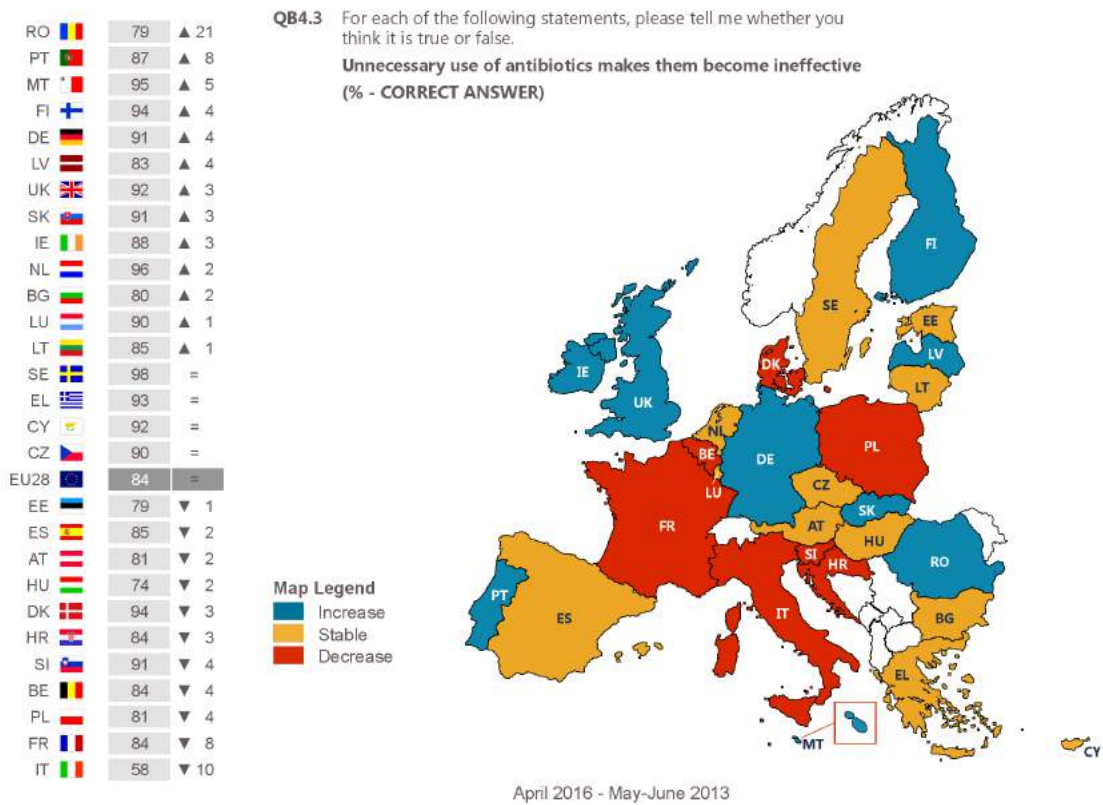 QB4.3 For each of the following statements, please tell me whether you
think it is true or false.
Unnecessary use of antibiotics makes them become ineffective
(% - CORRECT ANSWER)
RO 79 ▲ 21
PT 87 ▲ 8
MT 95 ▲ 5
FI 94 ▲ 4
DE 91 ▲ 4
LV 83 ▲ 4
UK 92 ▲ 3
SK 91 ▲ 3
IE 88 ▲ 3
NL 96 ▲ 2
BG 80 ▲ 2
LU 90 ▲ 1
LT 85 ▲ 1
SE 98 =
EL 93 =
CY 92 =
CZ 90 =
EU28 84 =
EE 79 ▼ 1
ES 85 ▼ 2
AT 81 ▼ 2
HU 74 ▼ 2
DK 94 ▼ 3
HR 84 ▼ 3
SI 91 ▼ 4
BE 84 ▼ 4
PL 81 ▼ 4
FR 84 ▼ 8
IT 58 ▼ 10
FI
SE
EE
LV
LT
DK
IE
UK
NL
BE
LU
DE
PL
CZ
SK
AT
HU
FR
SI
HR
RO
PT
ES
IT
BG
EL
MT
CY
Map Legend
Increase
Stable
Decrease
April 2016 - May-June 2013